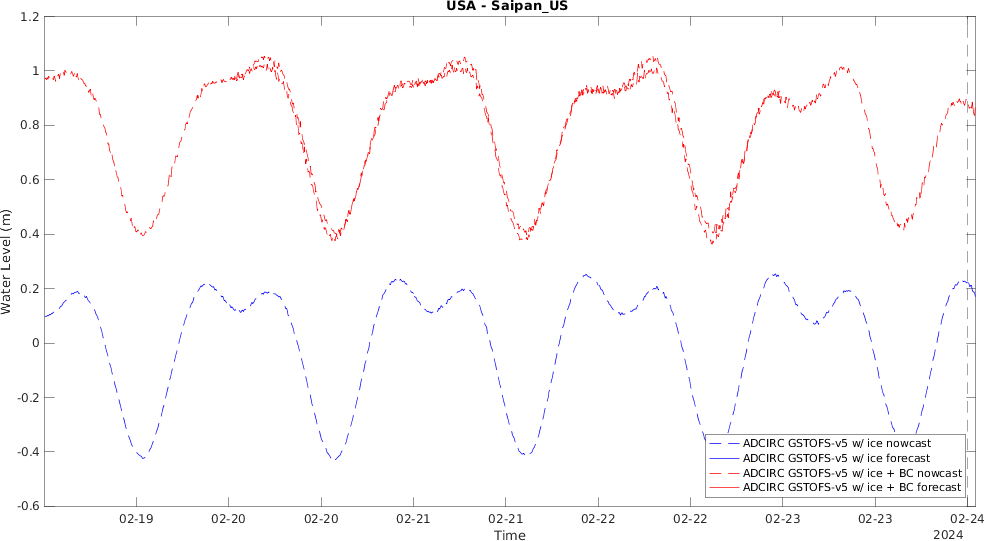 USA - Saipan_US
1.2
1
0.8
0.6
0.4
0.2
0
-0.2
-0.4
-0.6
Water Level (m)
ADCIRC GSTOFS-v5 w/ ice nowcast
ADCIRC GSTOFS-v5 w/ ice forecast
ADCIRC GSTOFS-v5 w/ ice + BC nowcast
ADCIRC GSTOFS-v5 w/ ice + BC forecast
02-19 02-20 02-20 02-21 02-21 02-22 02-22 02-23 02-23 02-24
Time
2024